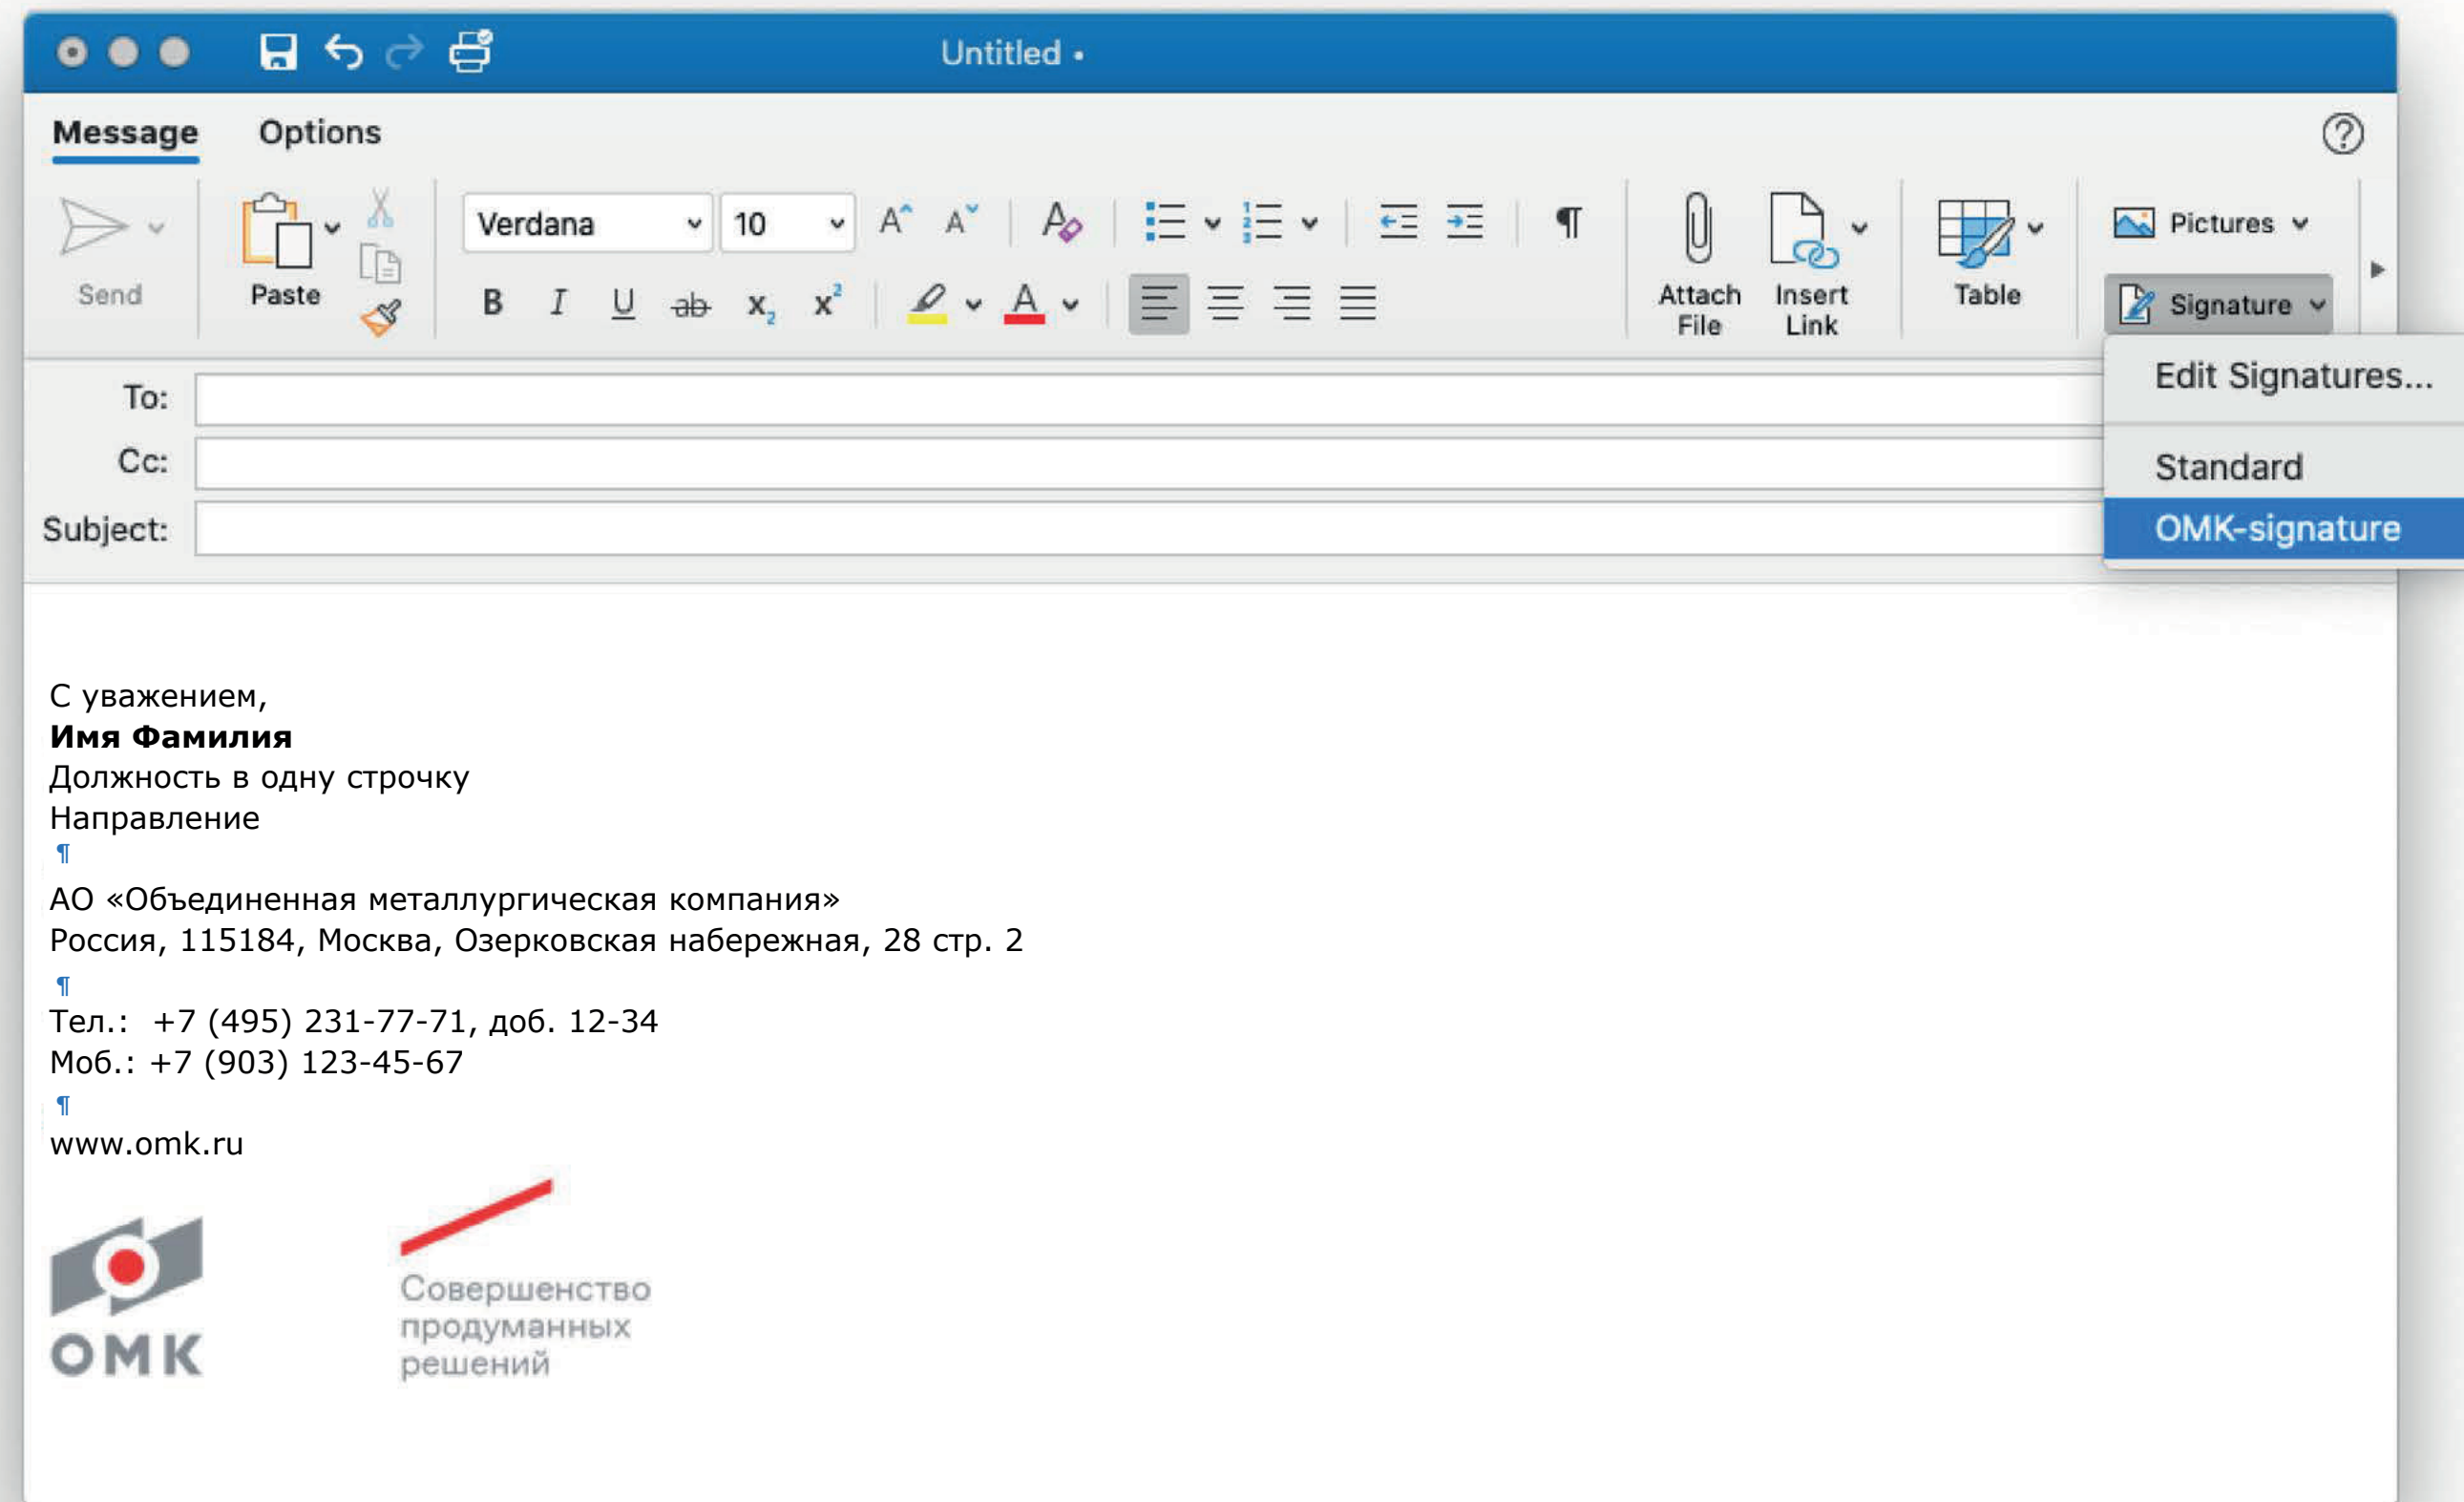 Untitled •
Message Options
Send
Paste
Verdana 10
Attach File
Insert Link
Table
Pictures
Signature
Edit Signatures...
Standard
OMK-signature
To:
Cc:
Subject:
С уважением,
Имя Фамилия
Должность в одну строчку
Направление
¶
АО «Объединенная металлургическая компания»
Россия, 115184, Москва, Озерковская набережная, 28 стр. 2
¶
Тел.: +7 (495) 231-77-71, доб. 12-34
Моб.: +7 (903) 123-45-67
¶
www.omk.ru
ОМК
Совершенство
продуманных
решений